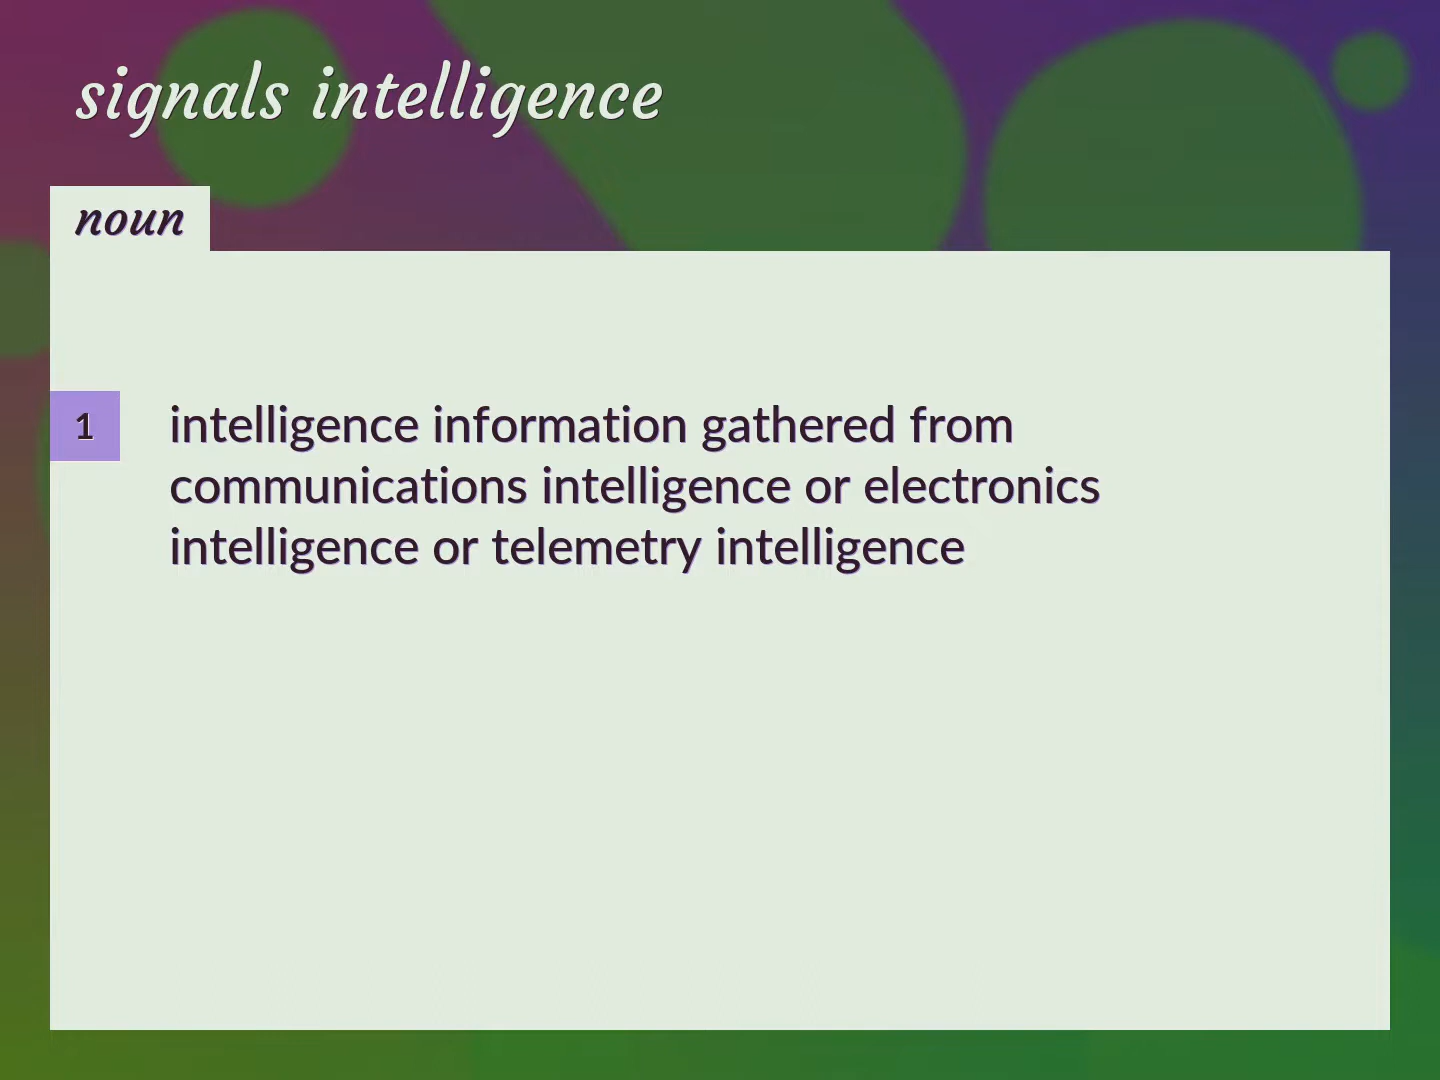 signals intelligence
noun
1
intelligence information gathered from
communications intelligence or electronics
intelligence or telemetry intelligence